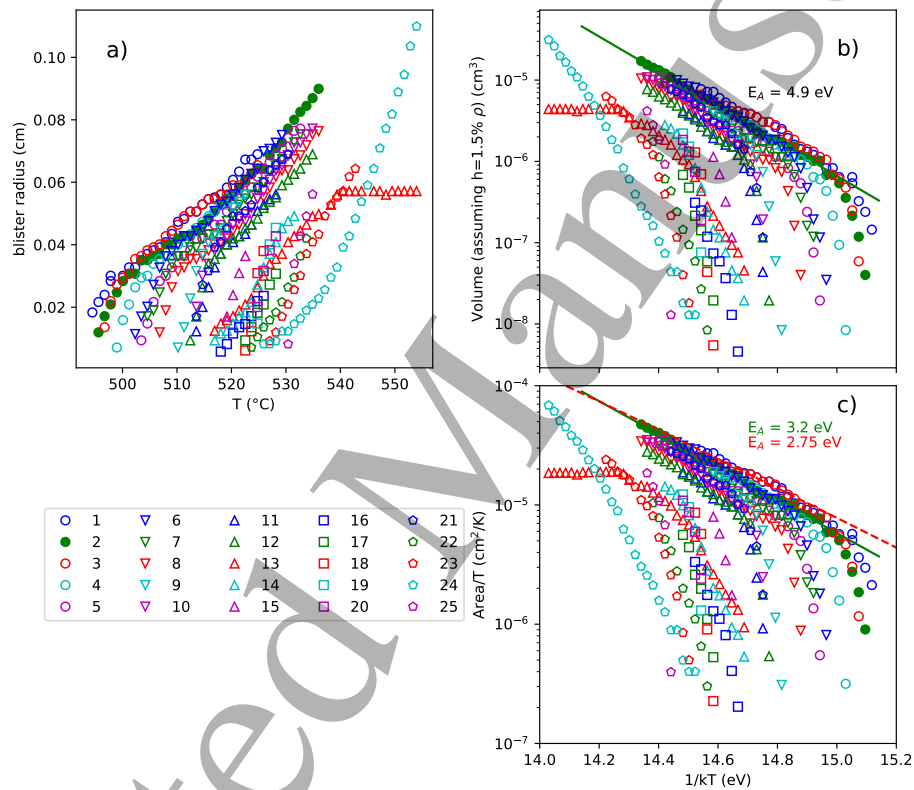 a)
0.10
0.08
0.06
0.04
0.02
blister radius (cm)
500
510
520
530
540
550
T (°C)
b)
E_A = 4.9 eV
10⁻⁵
10⁻⁶
10⁻⁷
10⁻⁸
Volume (assuming h=1.5% ρ) (cm³)
c)
E_A = 3.2 eV
E_A = 2.75 eV
10⁻⁴
10⁻⁵
10⁻⁶
10⁻⁷
Area/T (cm²/K)
14.0
14.2
14.4
14.6
14.8
15.0
15.2
1/kT (eV)
1 6 11 16 21
2 7 12 17 22
3 8 13 18 23
4 9 14 19 24
5 10 15 20 25
ted Manus